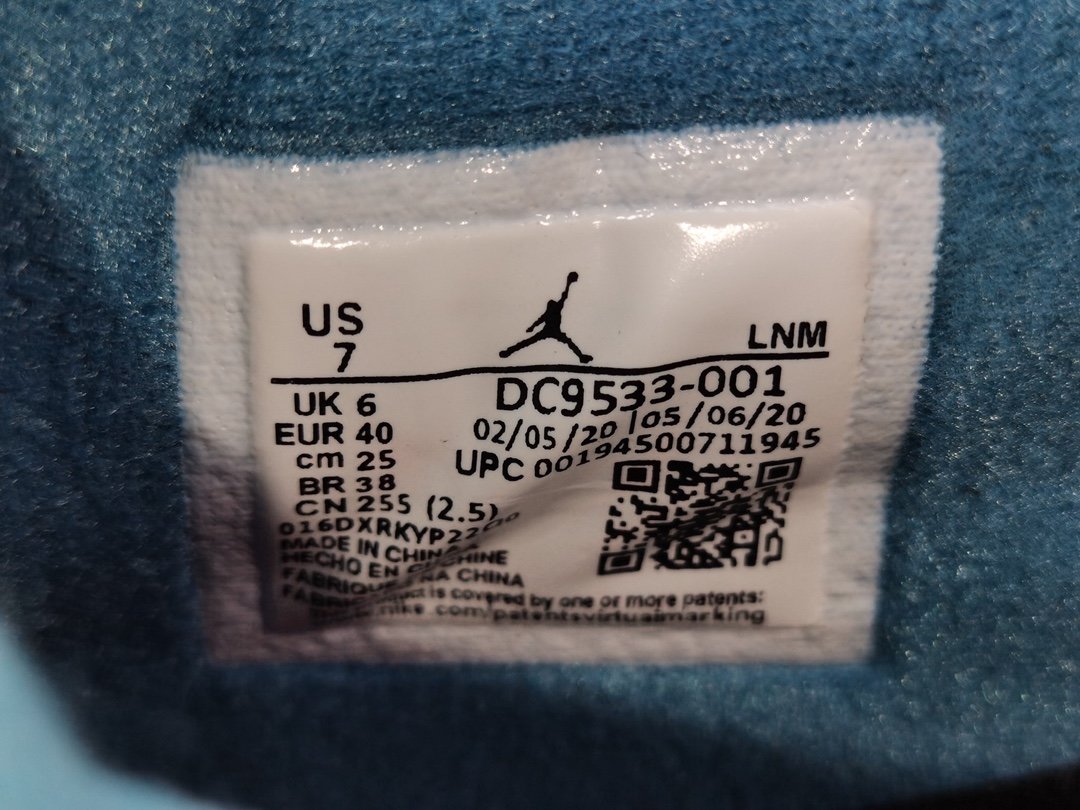 US
7
LNM
DC9533-001
UK 6
EUR 40
cm 25
BR 38
CN 255 (2.5)
02/05/20 | 05/06/20
UPC 00194500711945
MADE IN CHINA
HECHO EN
CHINA
is covered by one or more patents:
.com/patentsvirtualmarking